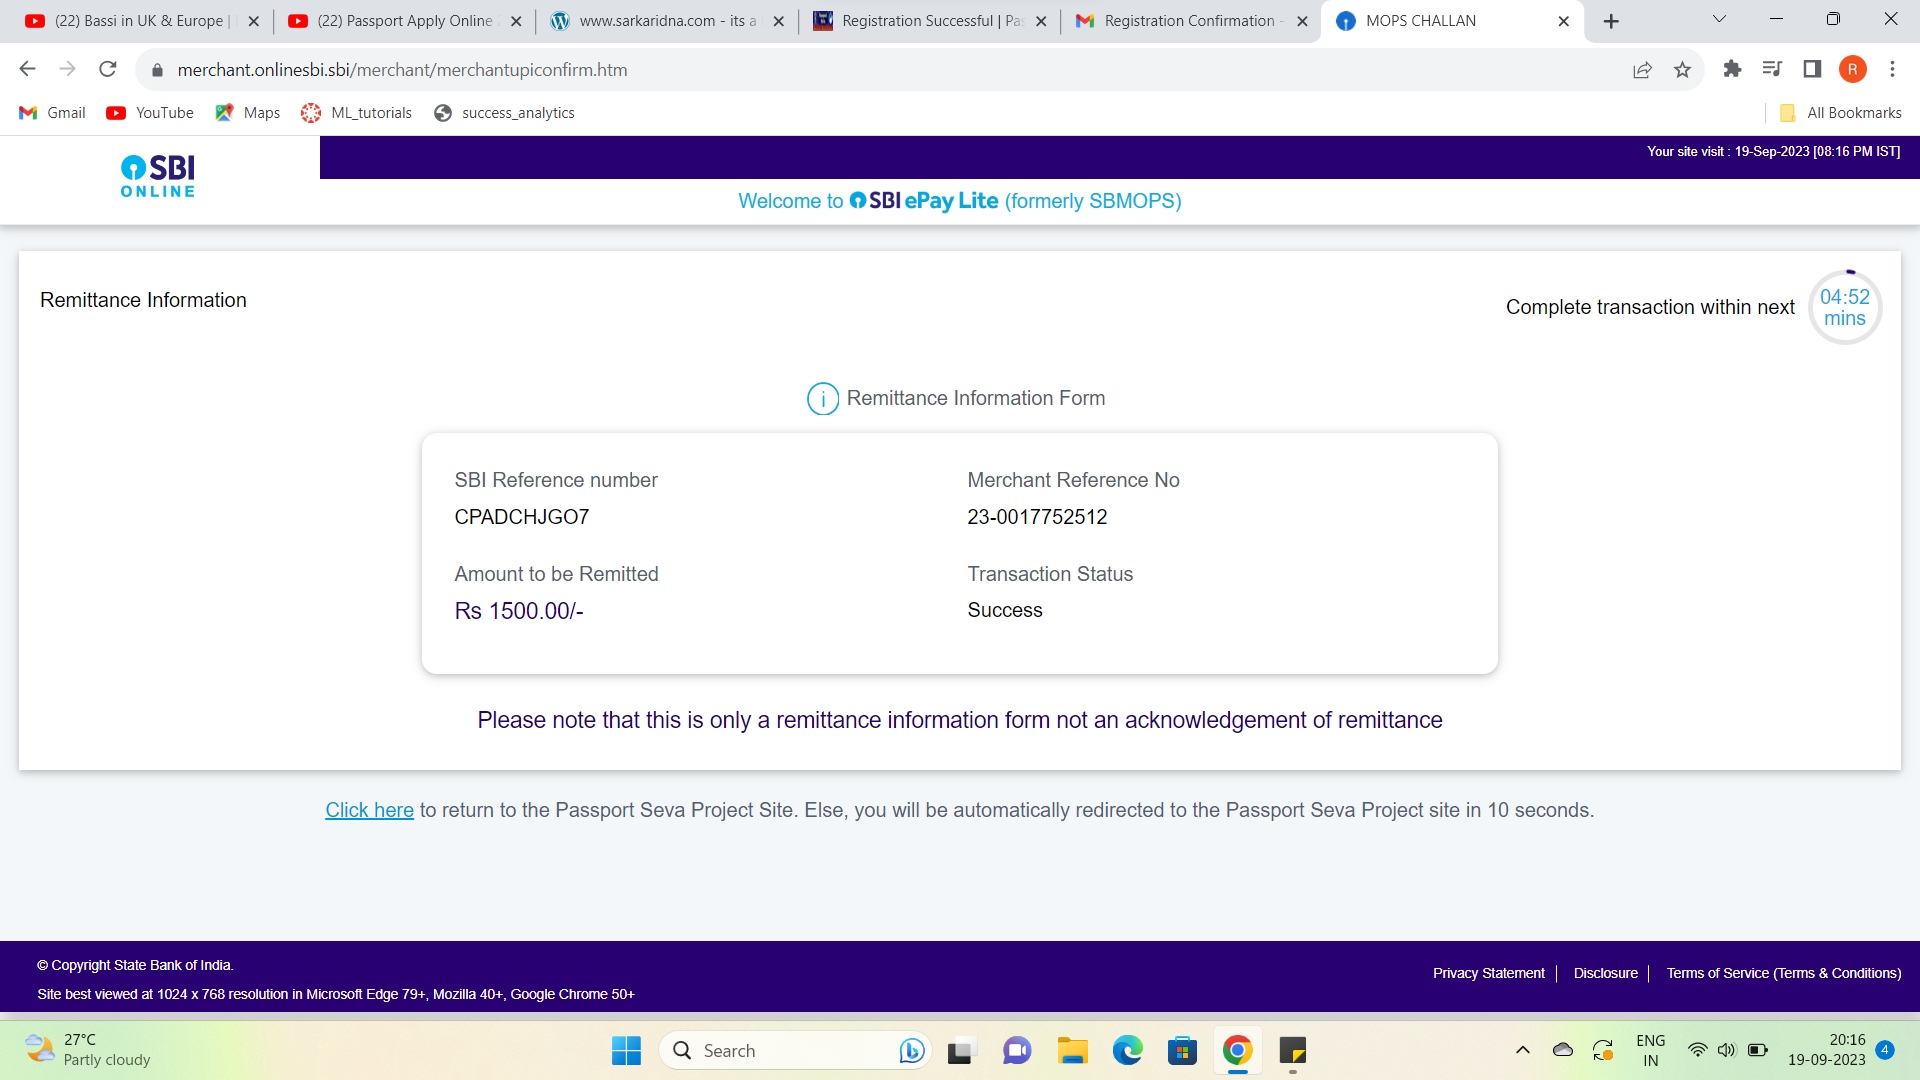 (22) Bassi in UK & Europe |
(22) Passport Apply Online
www.sarkaridna.com - its a
Registration Successful | Pas
Registration Confirmation -
MOPS CHALLAN
merchant.onlinesbi.sbi/merchant/merchantupiconfirm.htm
R
Gmail
YouTube
Maps
ML_tutorials
success_analytics
All Bookmarks
SBI
ONLINE
Your site visit : 19-Sep-2023 [08:16 PM IST]
Welcome to SBI ePay Lite (formerly SBMOPS)
Remittance Information
Complete transaction within next
04:52
mins
Remittance Information Form
SBI Reference number
Merchant Reference No
CPADCHJGO7
23-0017752512
Amount to be Remitted
Transaction Status
Rs 1500.00/-
Success
Please note that this is only a remittance information form not an acknowledgement of remittance
Click here to return to the Passport Seva Project Site. Else, you will be automatically redirected to the Passport Seva Project site in 10 seconds.
© Copyright State Bank of India.
Privacy Statement
Disclosure
Terms of Service (Terms & Conditions)
Site best viewed at 1024 x 768 resolution in Microsoft Edge 79+, Mozilla 40+, Google Chrome 50+
27°C
Partly cloudy
Search
ENG
IN
20:16
19-09-2023
4